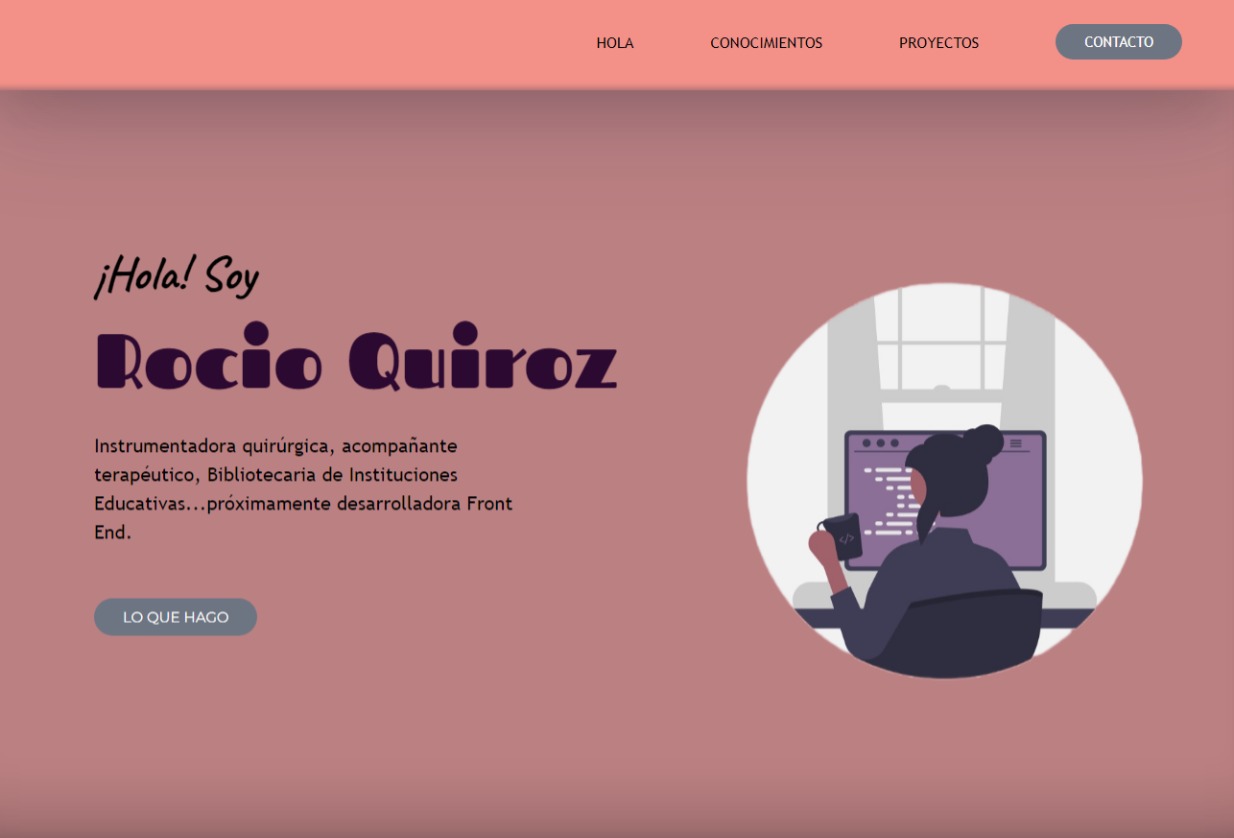 HOLA CONOCIMIENTOS PROYECTOS CONTACTO
¡Hola! Soy
Rocio Quiroz
Instrumentadora quirúrgica, acompañante
terapéutico, Bibliotecaria de Instituciones
Educativas...próximamente desarrolladora Front
End.
LO QUE HAGO